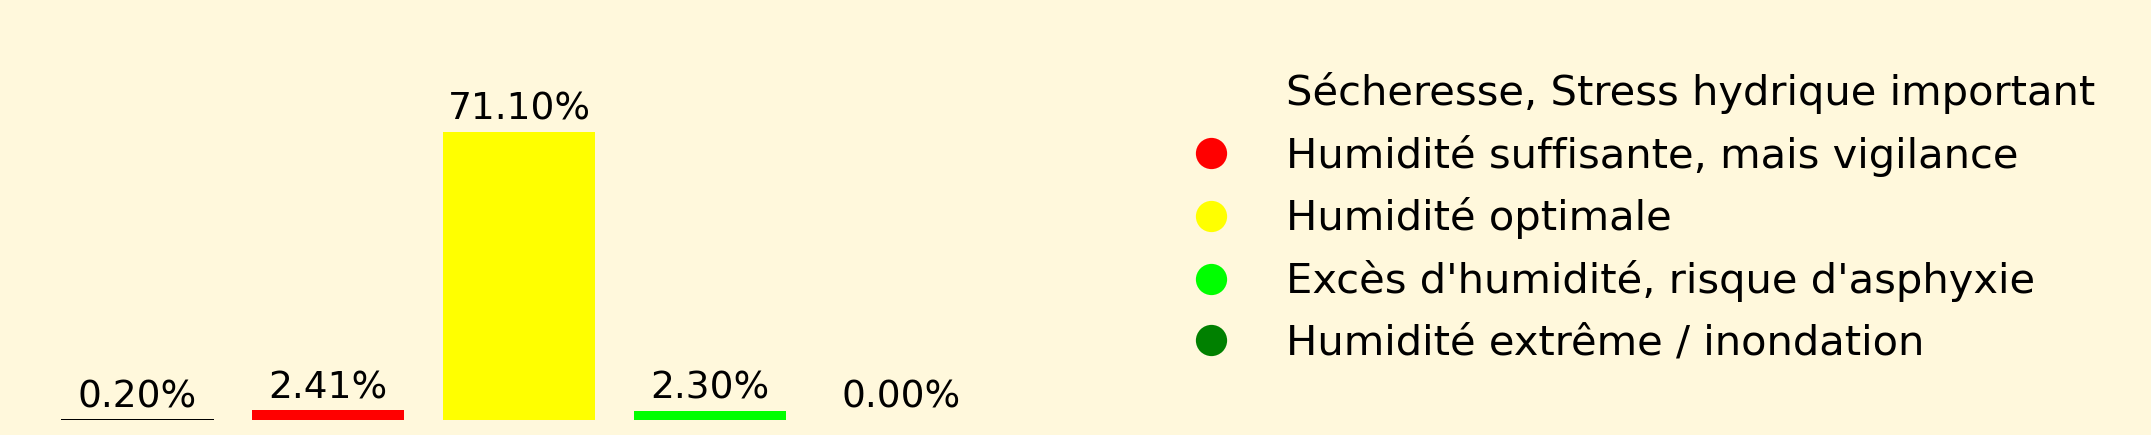 71.10%
0.20%
2.41%
2.30%
0.00%
Sécheresse, Stress hydrique important
Humidité suffisante, mais vigilance
Humidité optimale
Excès d'humidité, risque d'asphyxie
Humidité extrême / inondation